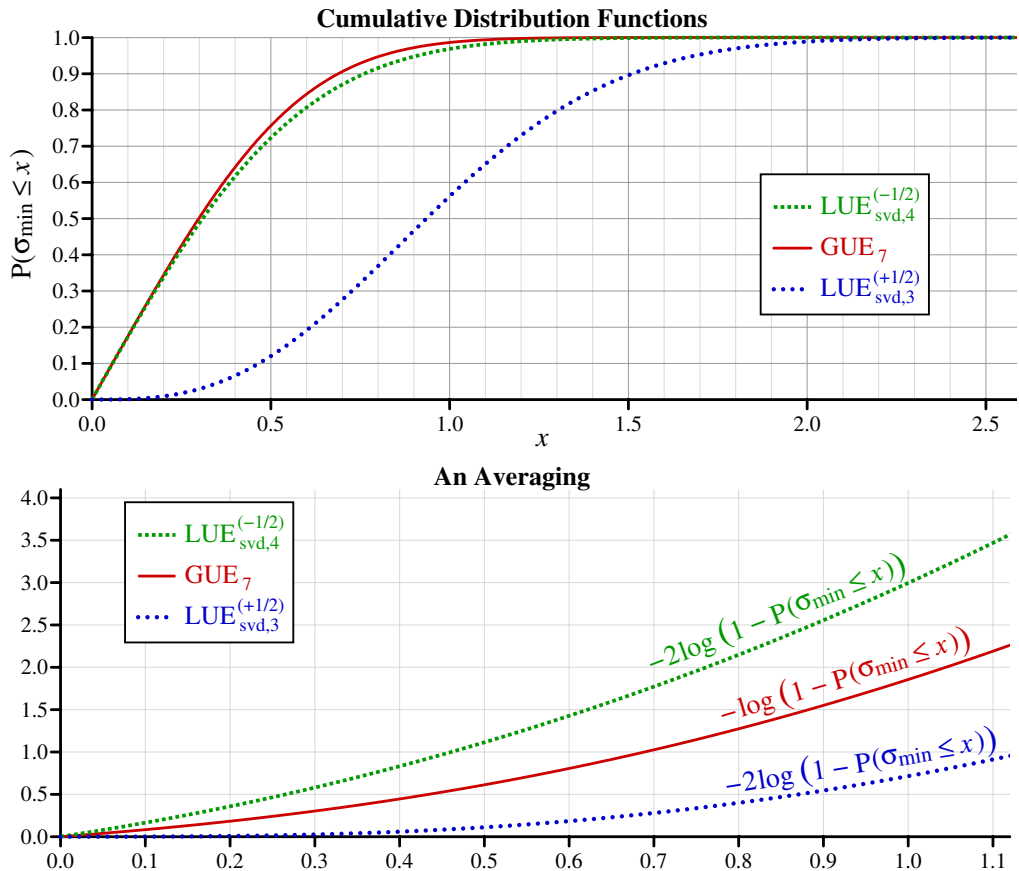 Cumulative Distribution Functions
1.0
0.9
0.8
0.7
0.6
0.5
0.4
0.3
0.2
0.1
0.0
P(σmin ≤ x)
LUE(−1/2)svd,4
GUE7
LUE(+1/2)svd,3
0.0 0.5 1.0 1.5 2.0 2.5
x
An Averaging
4.0
3.5
3.0
2.5
2.0
1.5
1.0
0.5
0.0
LUE(−1/2)svd,4
GUE7
LUE(+1/2)svd,3
−2log(1 − P(σmin ≤ x))
−log(1 − P(σmin ≤ x))
−2log(1 − P(σmin ≤ x))
0.0 0.1 0.2 0.3 0.4 0.5 0.6 0.7 0.8 0.9 1.0 1.1